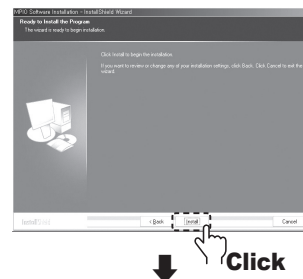 MPIO Software Installation - InstallShield Wizard
Ready to Install the Program
The wizard is ready to begin installation.
Click Install to begin the installation.
If you want to review or change any of your installation settings, click Back. Click Cancel to exit the
wizard.
InstallShield
< Back
Install
Cancel
Click